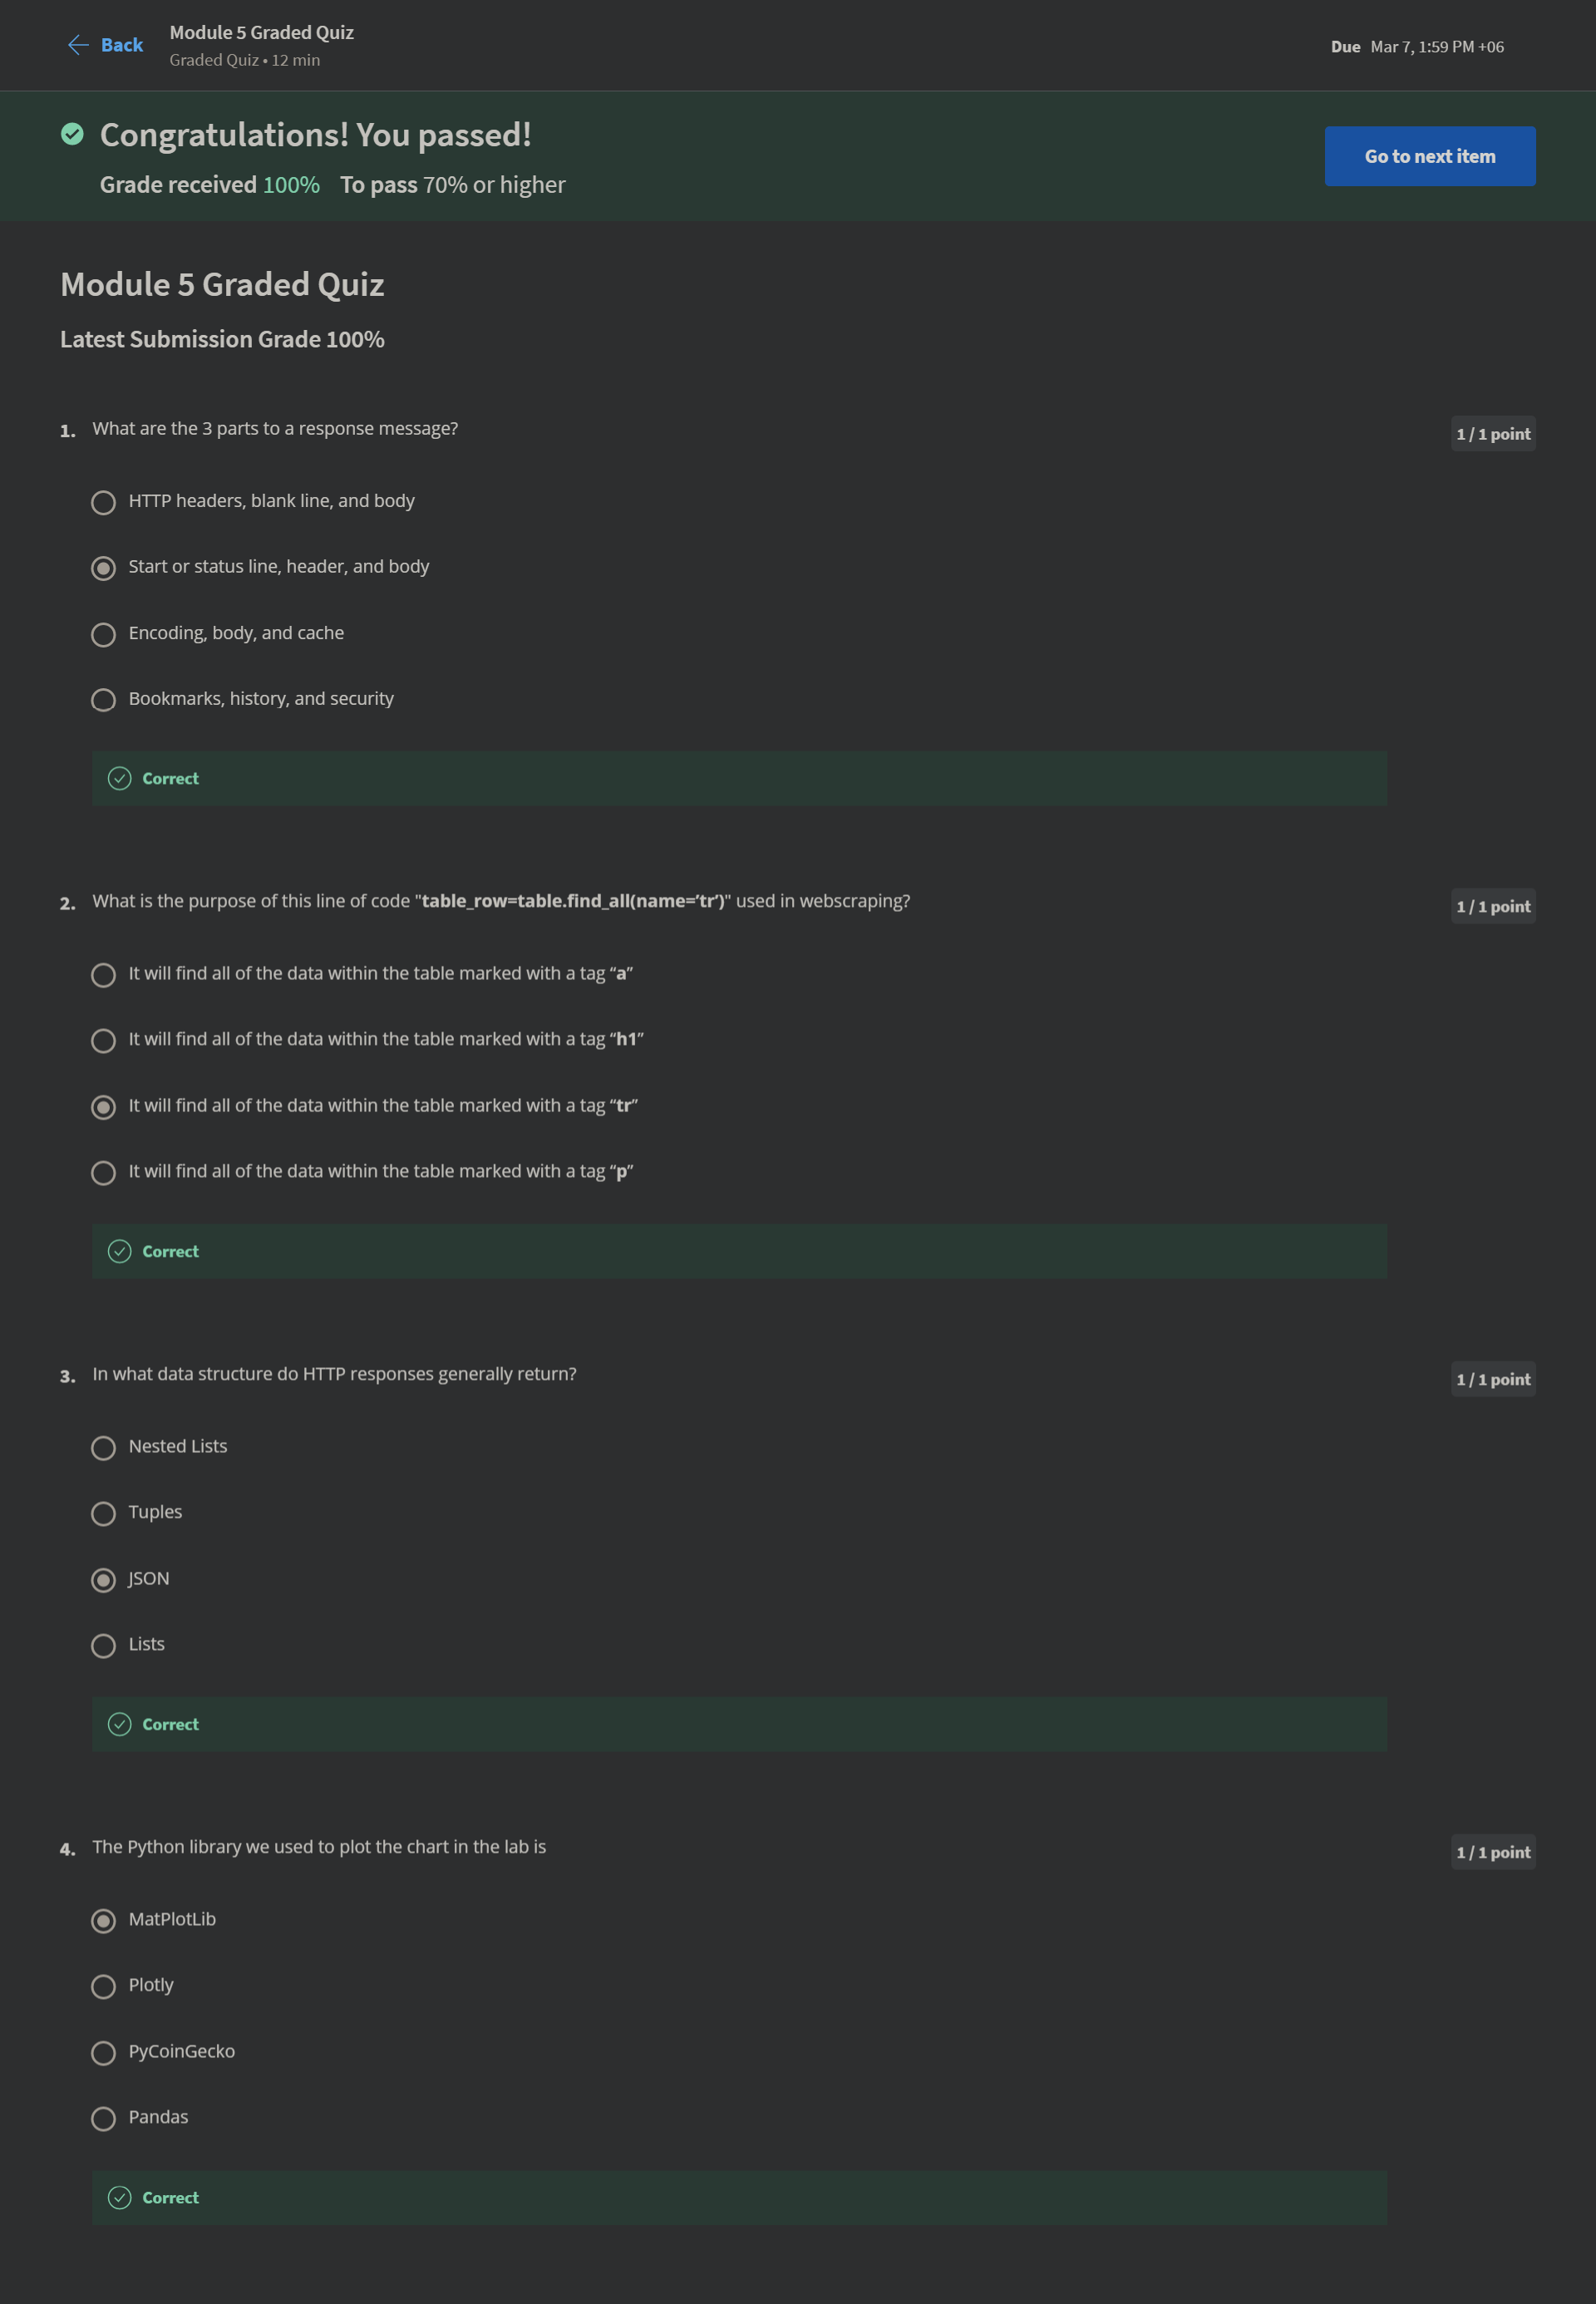 Back
Module 5 Graded Quiz
Graded Quiz • 12 min
Due Mar 7, 1:59 PM +06
Congratulations! You passed!
Grade received 100% To pass 70% or higher
Go to next item
Module 5 Graded Quiz
Latest Submission Grade 100%
1. What are the 3 parts to a response message?
1 / 1 point
HTTP headers, blank line, and body
Start or status line, header, and body
Encoding, body, and cache
Bookmarks, history, and security
Correct
2. What is the purpose of this line of code "table_row=table.find_all(name=’tr’)" used in webscraping?
1 / 1 point
It will find all of the data within the table marked with a tag “a”
It will find all of the data within the table marked with a tag “h1”
It will find all of the data within the table marked with a tag “tr”
It will find all of the data within the table marked with a tag “p”
Correct
3. In what data structure do HTTP responses generally return?
1 / 1 point
Nested Lists
Tuples
JSON
Lists
Correct
4. The Python library we used to plot the chart in the lab is
1 / 1 point
MatPlotLib
Plotly
PyCoinGecko
Pandas
Correct